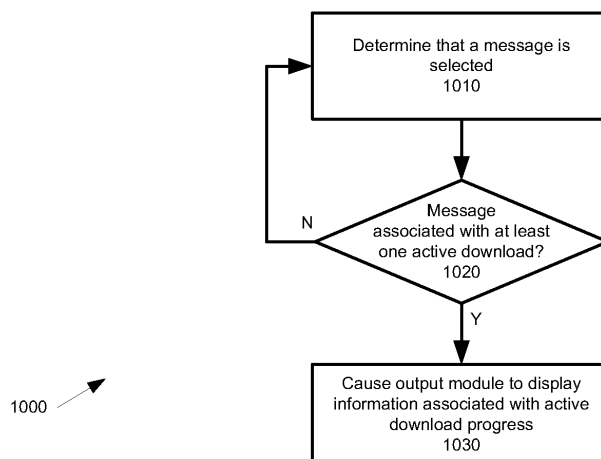 Determine that a message is
selected
1010
N
Message
associated with at least
one active download?
1020
Y
Cause output module to display
information associated with active
download progress
1030
1000